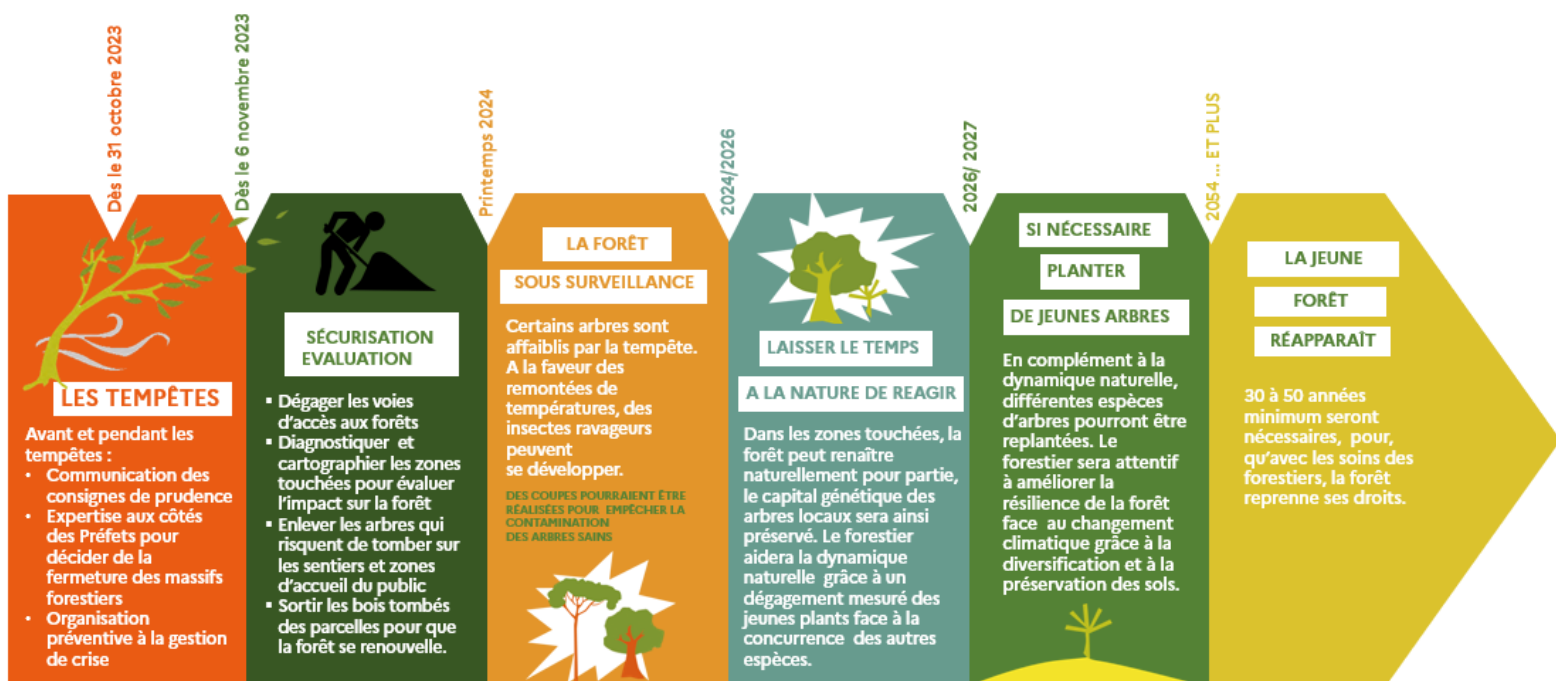 Dès le 31 octobre 2023
LES TEMPÊTES
Avant et pendant les
tempêtes :
• Communication des
consignes de prudence
• Expertise aux côtés
des Préfets pour
décider de la
fermeture des massifs
forestiers
• Organisation
préventive à la gestion
de crise
Dès le 6 novembre 2023
SÉCURISATION
EVALUATION
▪ Dégager les voies
d’accès aux forêts
▪ Diagnostiquer et
cartographier les zones
touchées pour évaluer
l’impact sur la forêt
▪ Enlever les arbres qui
risquent de tomber sur
les sentiers et zones
d’accueil du public
▪ Sortir les bois tombés
des parcelles pour que
la forêt se renouvelle.
Printemps 2024
LA FORÊT
SOUS SURVEILLANCE
Certains arbres sont
affaiblis par la tempête.
A la faveur des
remontées de
températures, des
insectes ravageurs
peuvent
se développer.
DES COUPES POURRAIENT ÊTRE
RÉALISÉES POUR EMPÊCHER LA
CONTAMINATION
DES ARBRES SAINS
2024/2026
LAISSER LE TEMPS
A LA NATURE DE REAGIR
Dans les zones touchées, la
forêt peut renaître
naturellement pour partie,
le capital génétique des
arbres locaux sera ainsi
préservé. Le forestier
aidera la dynamique
naturelle grâce à un
dégagement mesuré des
jeunes plants face à la
concurrence des autres
espèces.
2026/ 2027
SI NÉCESSAIRE
PLANTER
DE JEUNES ARBRES
En complément à la
dynamique naturelle,
différentes espèces
d’arbres pourront être
replantées. Le
forestier sera attentif
à améliorer la
résilience de la forêt
face au changement
climatique grâce à la
diversification et à la
préservation des sols.
2054 ... ET PLUS
LA JEUNE
FORÊT
RÉAPPARAÎT
30 à 50 années
minimum seront
nécessaires, pour,
qu’avec les soins des
forestiers, la forêt
reprenne ses droits.